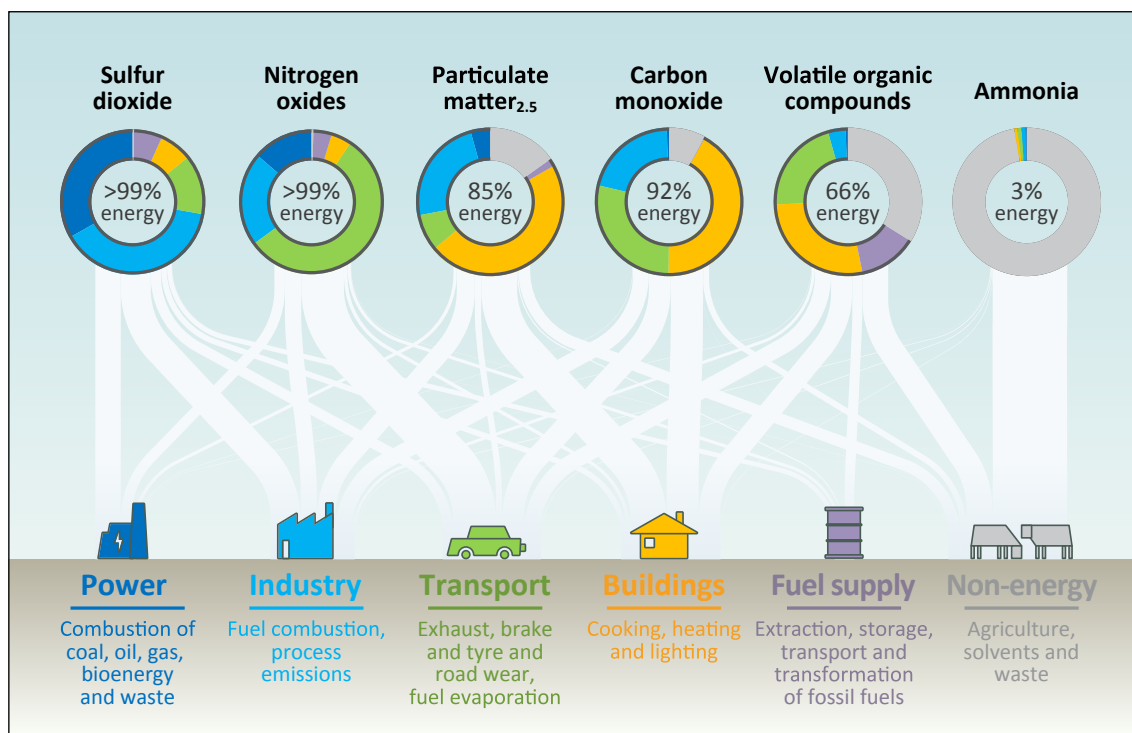 Sulfur
dioxide
Nitrogen
oxides
Particulate
matter2.5
Carbon
monoxide
Volatile organic
compounds
Ammonia
>99%
energy
>99%
energy
85%
energy
92%
energy
66%
energy
3%
energy
Power
Combustion of
coal, oil, gas,
bioenergy
and waste
Industry
Fuel combustion,
process
emissions
Transport
Exhaust, brake
and tyre and
road wear,
fuel evaporation
Buildings
Cooking, heating
and lighting
Fuel supply
Extraction, storage,
transport and
transformation
of fossil fuels
Non-energy
Agriculture,
solvents and
waste